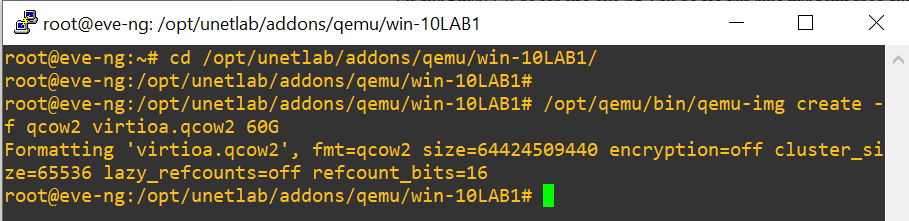 root@eve-ng: /opt/unetlab/addons/qemu/win-10LAB1
root@eve-ng:~# cd /opt/unetlab/addons/qemu/win-10LAB1/
root@eve-ng:/opt/unetlab/addons/qemu/win-10LAB1#
root@eve-ng:/opt/unetlab/addons/qemu/win-10LAB1# /opt/qemu/bin/qemu-img create -
f qcow2 virtioa.qcow2 60G
Formatting 'virtioa.qcow2', fmt=qcow2 size=64424509440 encryption=off cluster_si
ze=65536 lazy_refcounts=off refcount_bits=16
root@eve-ng:/opt/unetlab/addons/qemu/win-10LAB1#